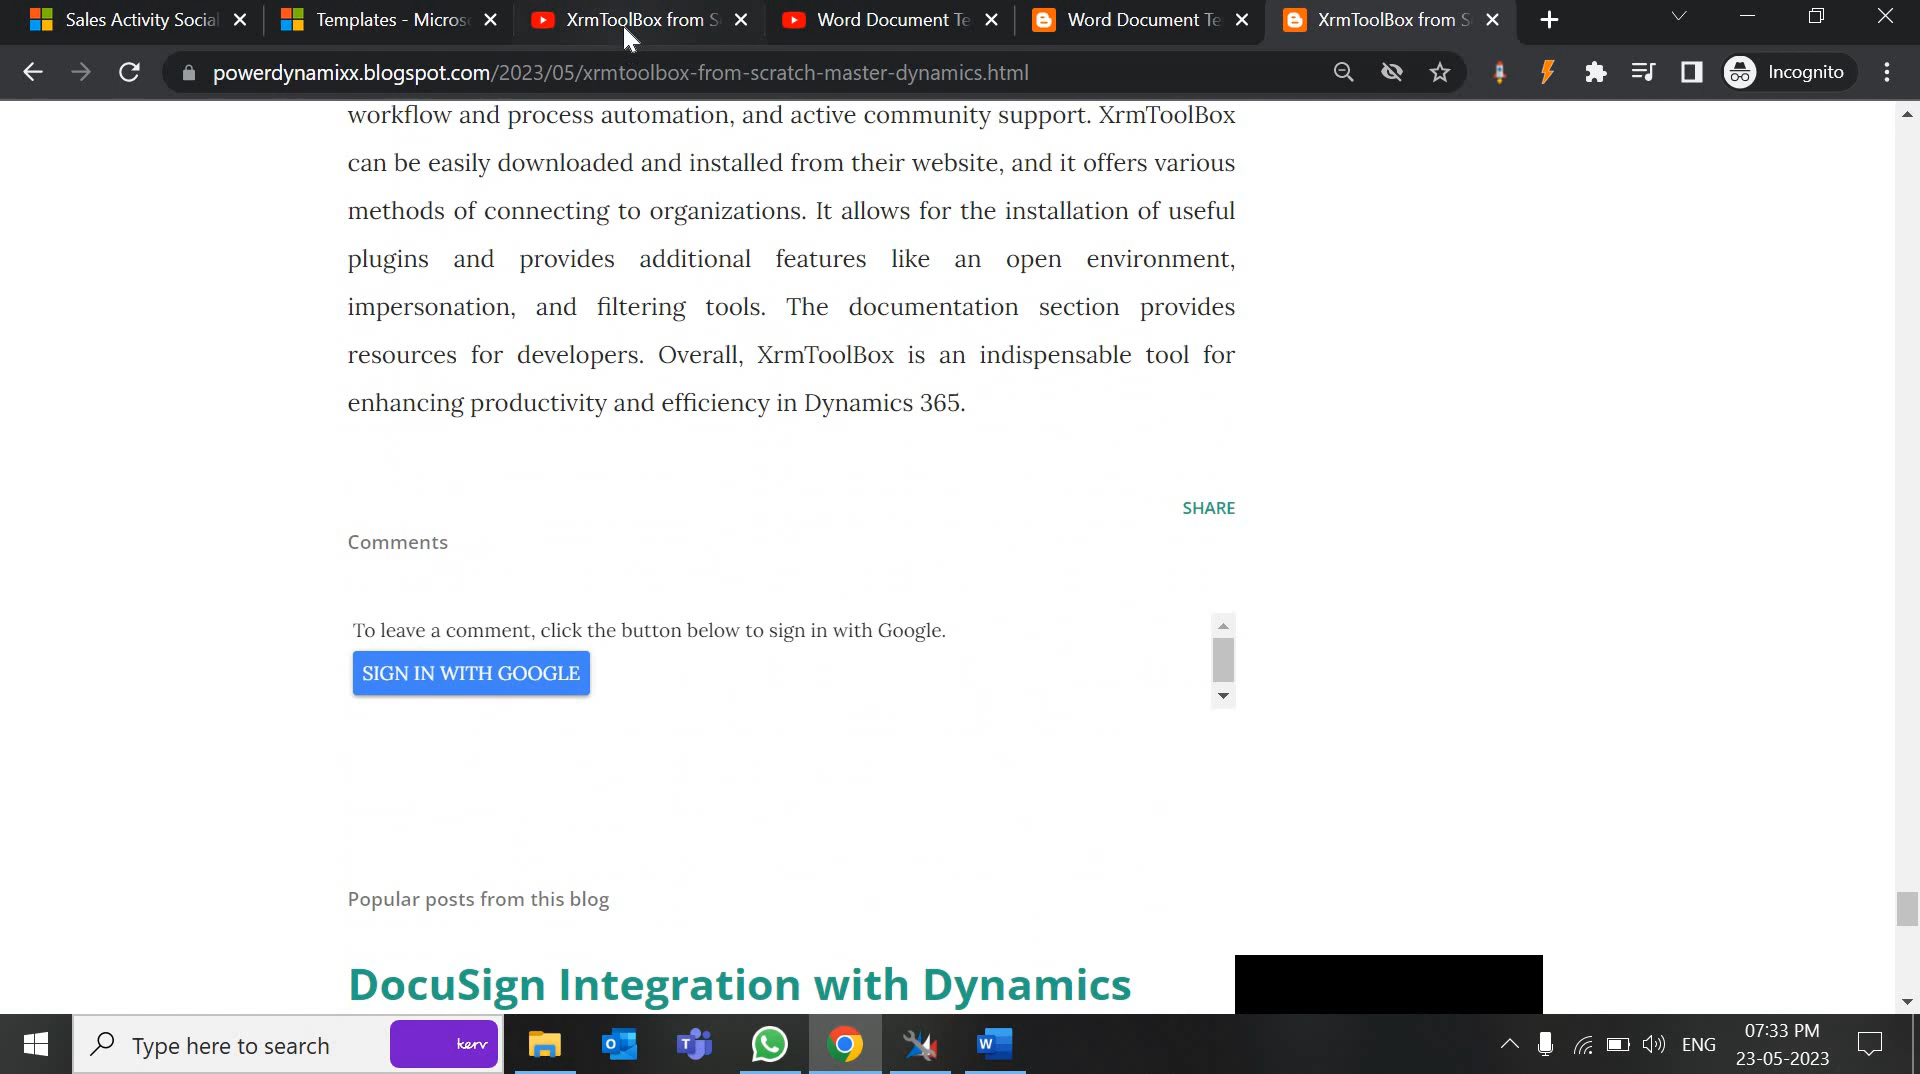 Sales Activity Social
Templates - Micros
XrmToolBox from S
Word Document Te
Word Document Te
XrmToolBox from S
powerdynamixx.blogspot.com/2023/05/xrmtoolbox-from-scratch-master-dynamics.html
Incognito
workflow and process automation, and active community support. XrmToolBox
can be easily downloaded and installed from their website, and it offers various
methods of connecting to organizations. It allows for the installation of useful
plugins and provides additional features like an open environment,
impersonation, and filtering tools. The documentation section provides
resources for developers. Overall, XrmToolBox is an indispensable tool for
enhancing productivity and efficiency in Dynamics 365.
SHARE
Comments
To leave a comment, click the button below to sign in with Google.
SIGN IN WITH GOOGLE
Popular posts from this blog
DocuSign Integration with Dynamics
Type here to search
kerv
ENG
07:33 PM
23-05-2023